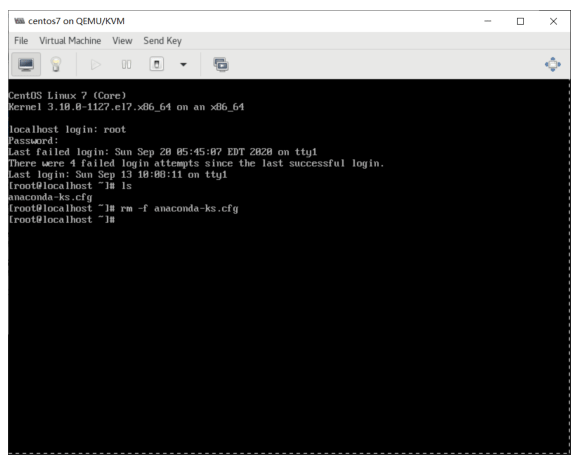 centos7 on QEMU/KVM
File Virtual Machine View Send Key
CentOS Linux 7 (Core)
Kernel 3.10.0-1127.el7.x86_64 on an x86_64
localhost login: root
Password:
Last failed login: Sun Sep 20 05:45:07 EDT 2020 on tty1
There were 4 failed login attempts since the last successful login.
Last login: Sun Sep 13 10:08:11 on tty1
[root@localhost ~]# ls
anaconda-ks.cfg
[root@localhost ~]# rm -f anaconda-ks.cfg
[root@localhost ~]#